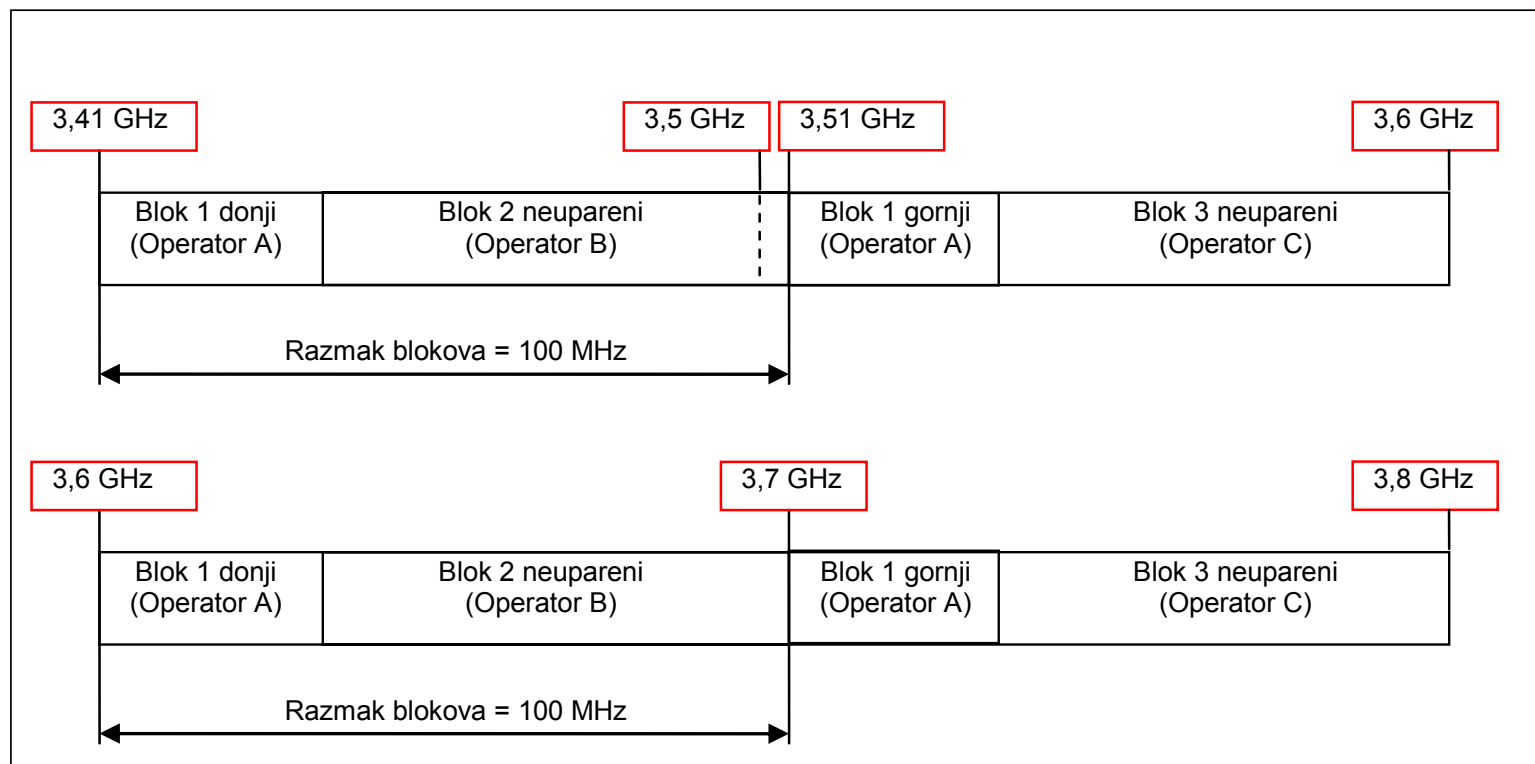 3,41 GHz
3,5 GHz
3,51 GHz
3,6 GHz
Blok 1 donji
(Operator A)
Blok 2 neupareni
(Operator B)
Blok 1 gornji
(Operator A)
Blok 3 neupareni
(Operator C)
Razmak blokova = 100 MHz
3,6 GHz
3,7 GHz
3,8 GHz
Blok 1 donji
(Operator A)
Blok 2 neupareni
(Operator B)
Blok 1 gornji
(Operator A)
Blok 3 neupareni
(Operator C)
Razmak blokova = 100 MHz